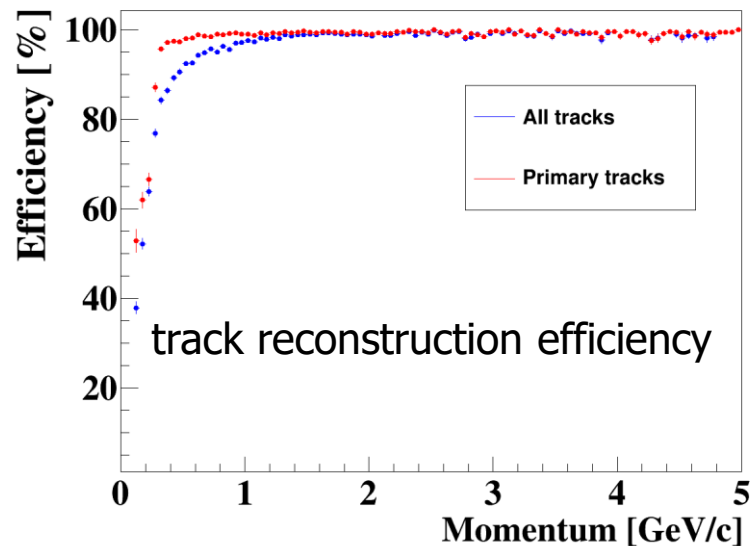 Efficiency [%]
100
80
60
40
20
All tracks
Primary tracks
track reconstruction efficiency
0 1 2 3 4 5
Momentum [GeV/c]